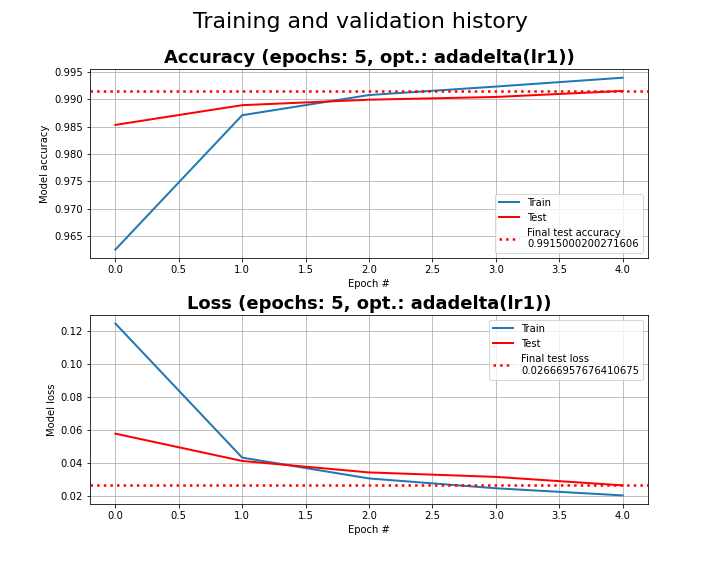 Training and validation history
Accuracy (epochs: 5, opt.: adadelta(lr1))
Model accuracy
0.995
0.990
0.985
0.980
0.975
0.970
0.965
Train
Test
Final test accuracy
0.9915000200271606
0.0 0.5 1.0 1.5 2.0 2.5 3.0 3.5 4.0
Epoch #
Loss (epochs: 5, opt.: adadelta(lr1))
Model loss
0.12
0.10
0.08
0.06
0.04
0.02
Train
Test
Final test loss
0.02666957676410675
0.0 0.5 1.0 1.5 2.0 2.5 3.0 3.5 4.0
Epoch #